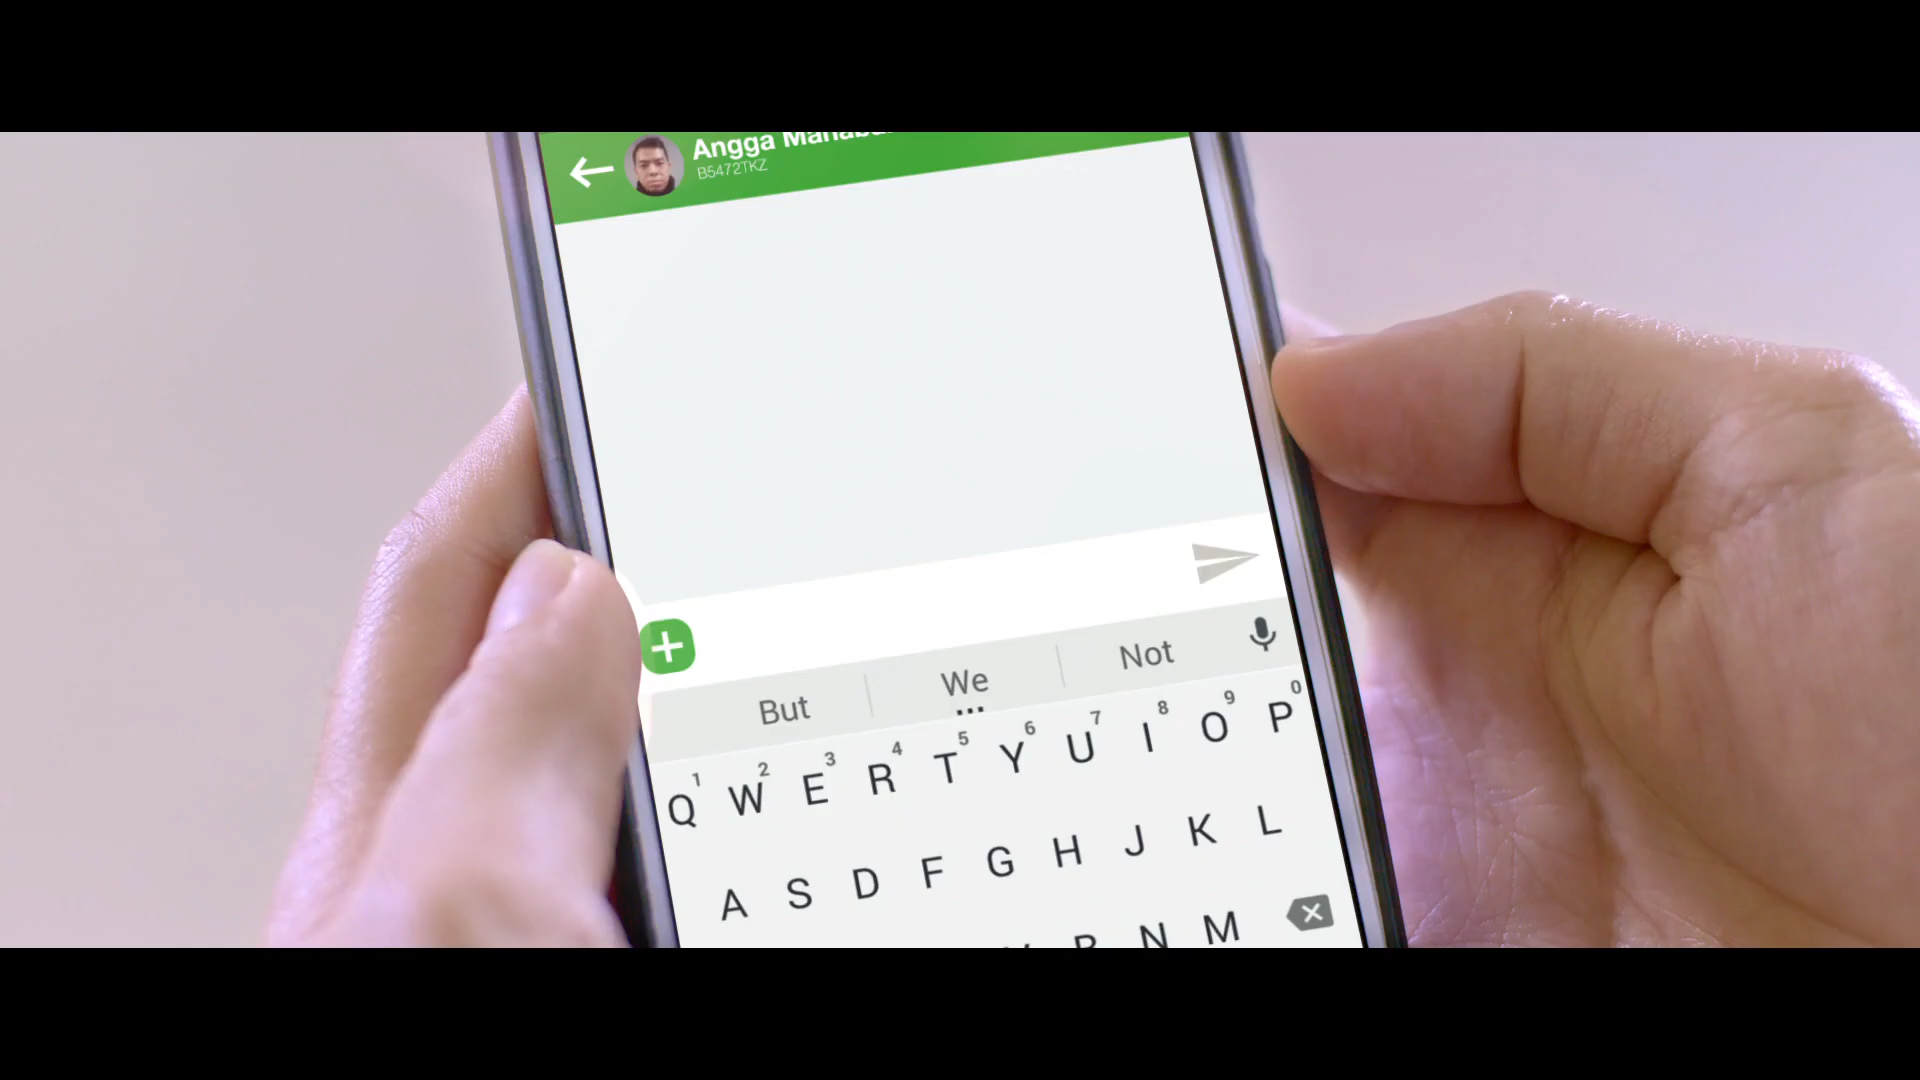 Angga
B5472TKZ
But We Not
1 2 3 4 5 6 7 8 9 0
Q W E R T Y U I O P
A S D F G H J K L
N M